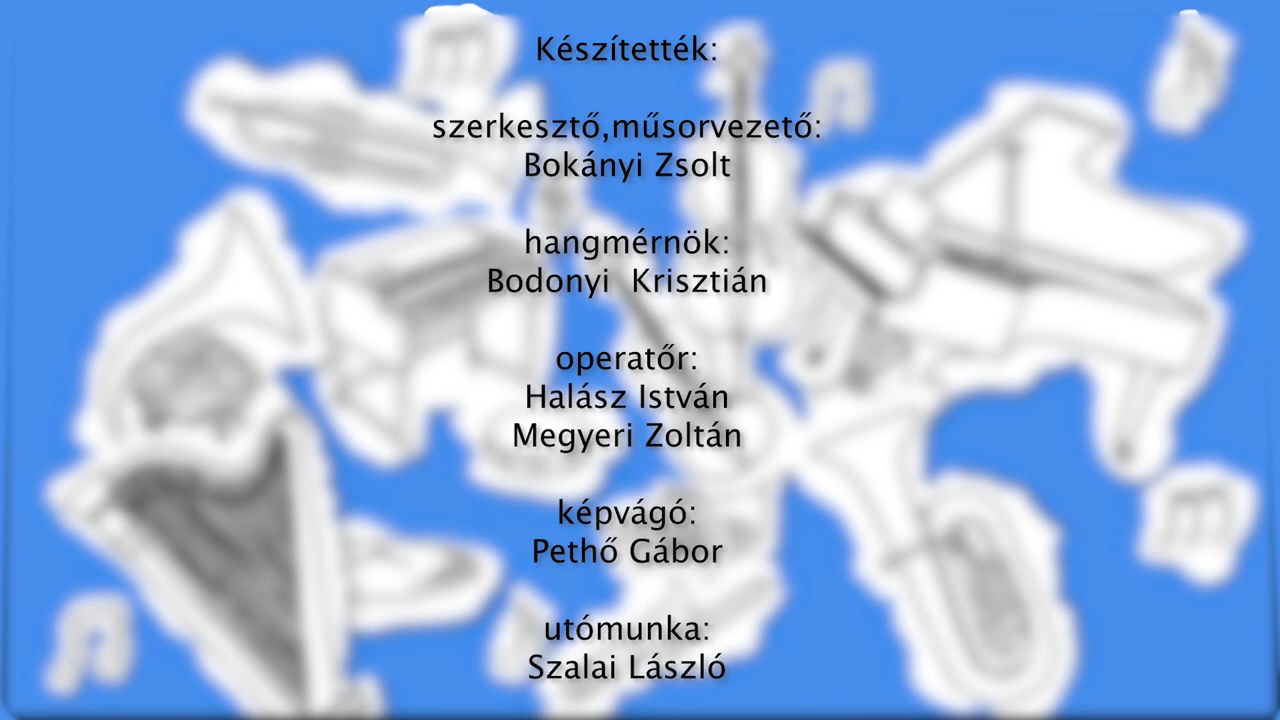 Készítették:
szerkesztő,műsorvezető:
Bokányi Zsolt
hangmérnök:
Bodonyi  Krisztián
operatőr:
Halász István
Megyeri Zoltán
képvágó:
Pethő Gábor
utómunka:
Szalai László